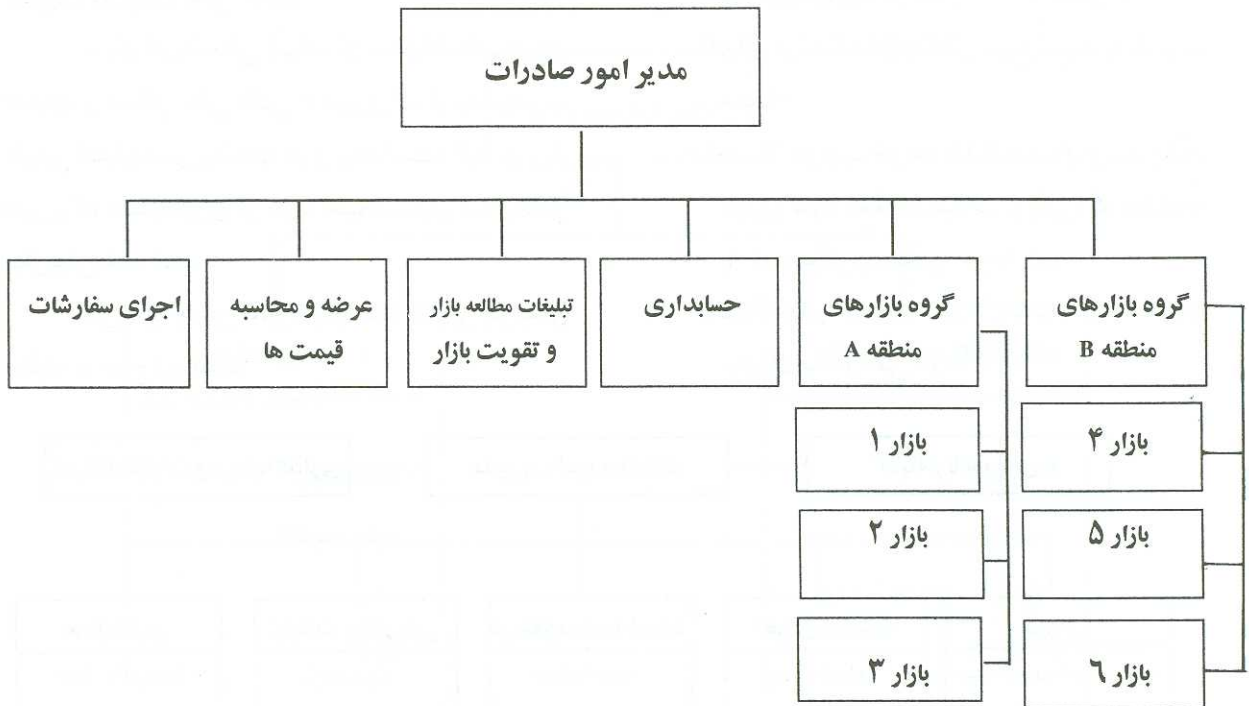 مدیر امور صادرات
گروه بازارهای
منطقه B
گروه بازارهای
منطقه A
حسابداری
تبلیغات مطالعه بازار
و تقویت بازار
عرضه و محاسبه
قیمت ها
اجرای سفارشات
بازار ۴
بازار ۱
بازار ۵
بازار ۲
بازار ٦
بازار ۳